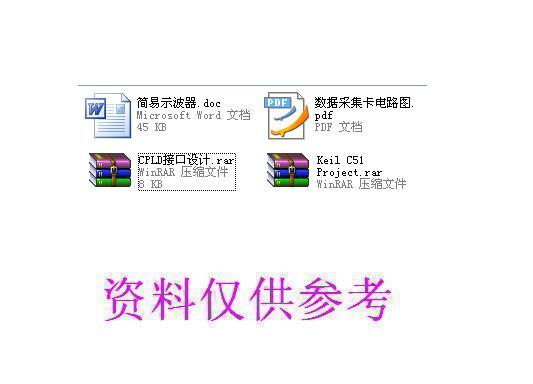 简易示波器.doc
Microsoft Word 文档
45 KB
PDF
数据采集卡电路图.
pdf
PDF 文档
CPLD接口设计.rar
WinRAR 压缩文件
8 KB
Keil C51
Project.rar
WinRAR 压缩文件
资料仅供参考